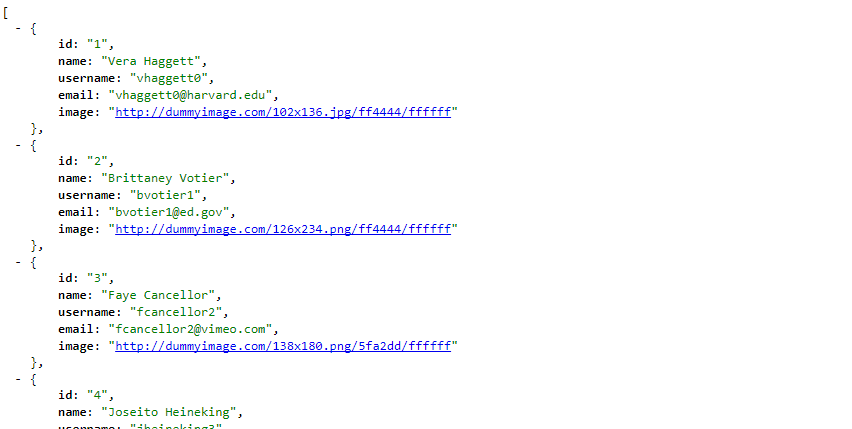 [
- {
id: "1",
name: "Vera Haggett",
username: "vhaggett0",
email: "vhaggett0@harvard.edu",
image: "http://dummyimage.com/102x136.jpg/ff4444/ffffff"
},
- {
id: "2",
name: "Brittaney Votier",
username: "bvotier1",
email: "bvotier1@ed.gov",
image: "http://dummyimage.com/126x234.png/ff4444/ffffff"
},
- {
id: "3",
name: "Faye Cancellor",
username: "fcancellor2",
email: "fcancellor2@vimeo.com",
image: "http://dummyimage.com/138x180.png/5fa2dd/ffffff"
},
- {
id: "4",
name: "Joseito Heineking",
username: "jheineking3"